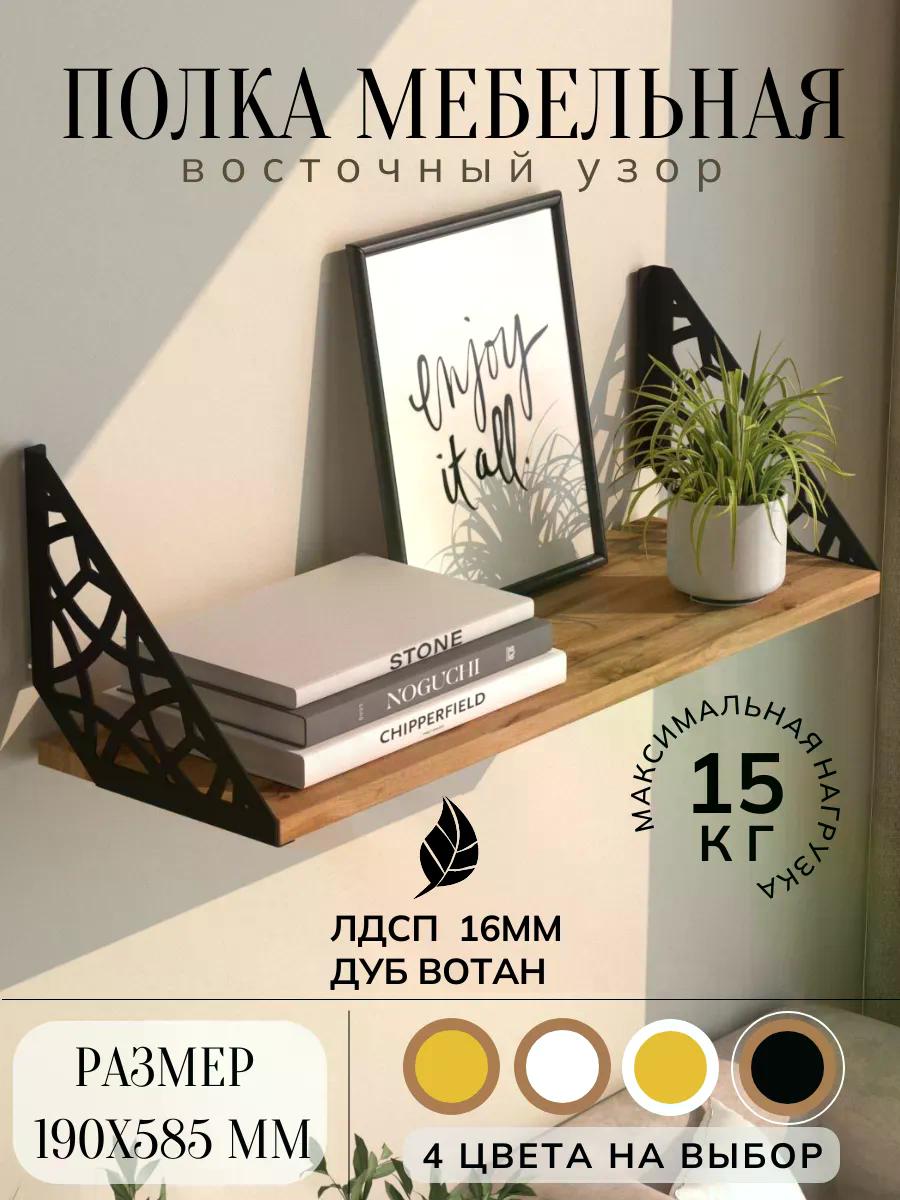 ПОЛКА МЕБЕЛЬНАЯ
восточный узор
enjoy
it all.
STONE
NOGUCHI
CHIPPERFIELD
МАКСИМАЛЬНАЯ НАГРУЗКА
15
КГ
ЛДСП 16ММ
ДУБ ВОТАН
РАЗМЕР
190Х585 ММ
4 ЦВЕТА НА ВЫБОР